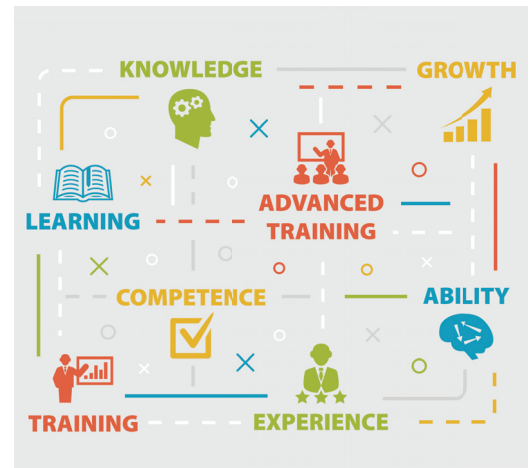 KNOWLEDGE
GROWTH
LEARNING
ADVANCED
TRAINING
COMPETENCE
ABILITY
TRAINING
EXPERIENCE